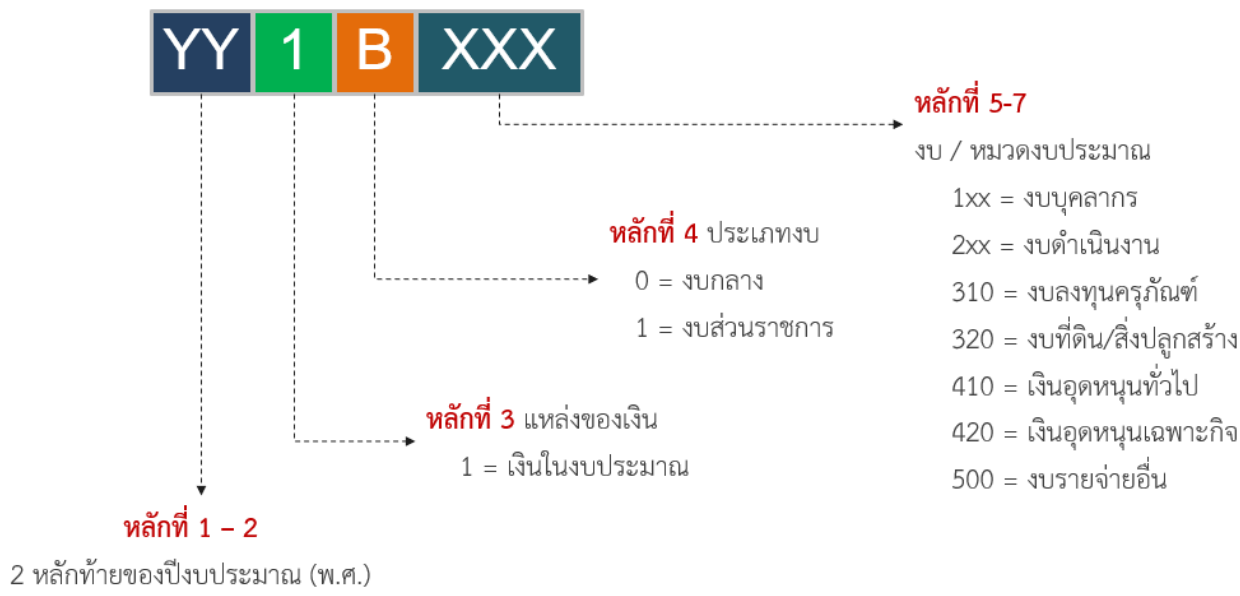 YY 1 B XXX
หลักที่ 5-7
งบ / หมวดงบประมาณ
1xx = งบบุคลากร
2xx = งบดำเนินงาน
310 = งบลงทุนครุภัณฑ์
320 = งบที่ดิน/สิ่งปลูกสร้าง
410 = เงินอุดหนุนทั่วไป
420 = เงินอุดหนุนเฉพาะกิจ
500 = งบรายจ่ายอื่น
หลักที่ 4 ประเภทงบ
0 = งบกลาง
1 = งบส่วนราชการ
หลักที่ 3 แหล่งของเงิน
1 = เงินในงบประมาณ
หลักที่ 1 – 2
2 หลักท้ายของปีงบประมาณ (พ.ศ.)